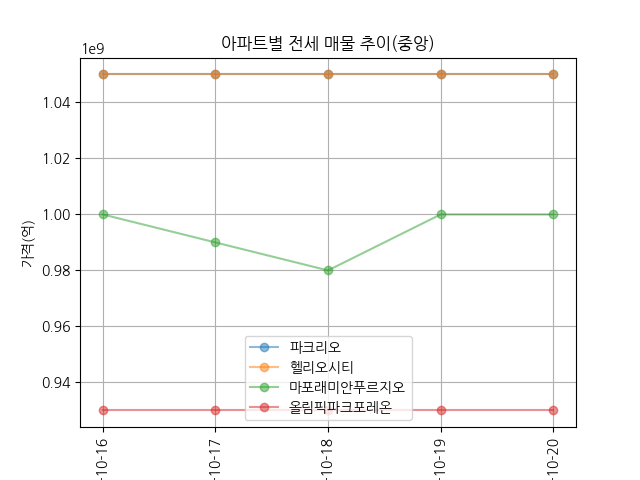 아파트별 전세 매물 추이(중앙)
1e9
1.04
1.02
1.00
0.98
0.96
0.94
가격(억)
파크리오
헬리오시티
마포래미안푸르지오
올림픽파크포레온
-10-16
-10-17
-10-18
-10-19
-10-20